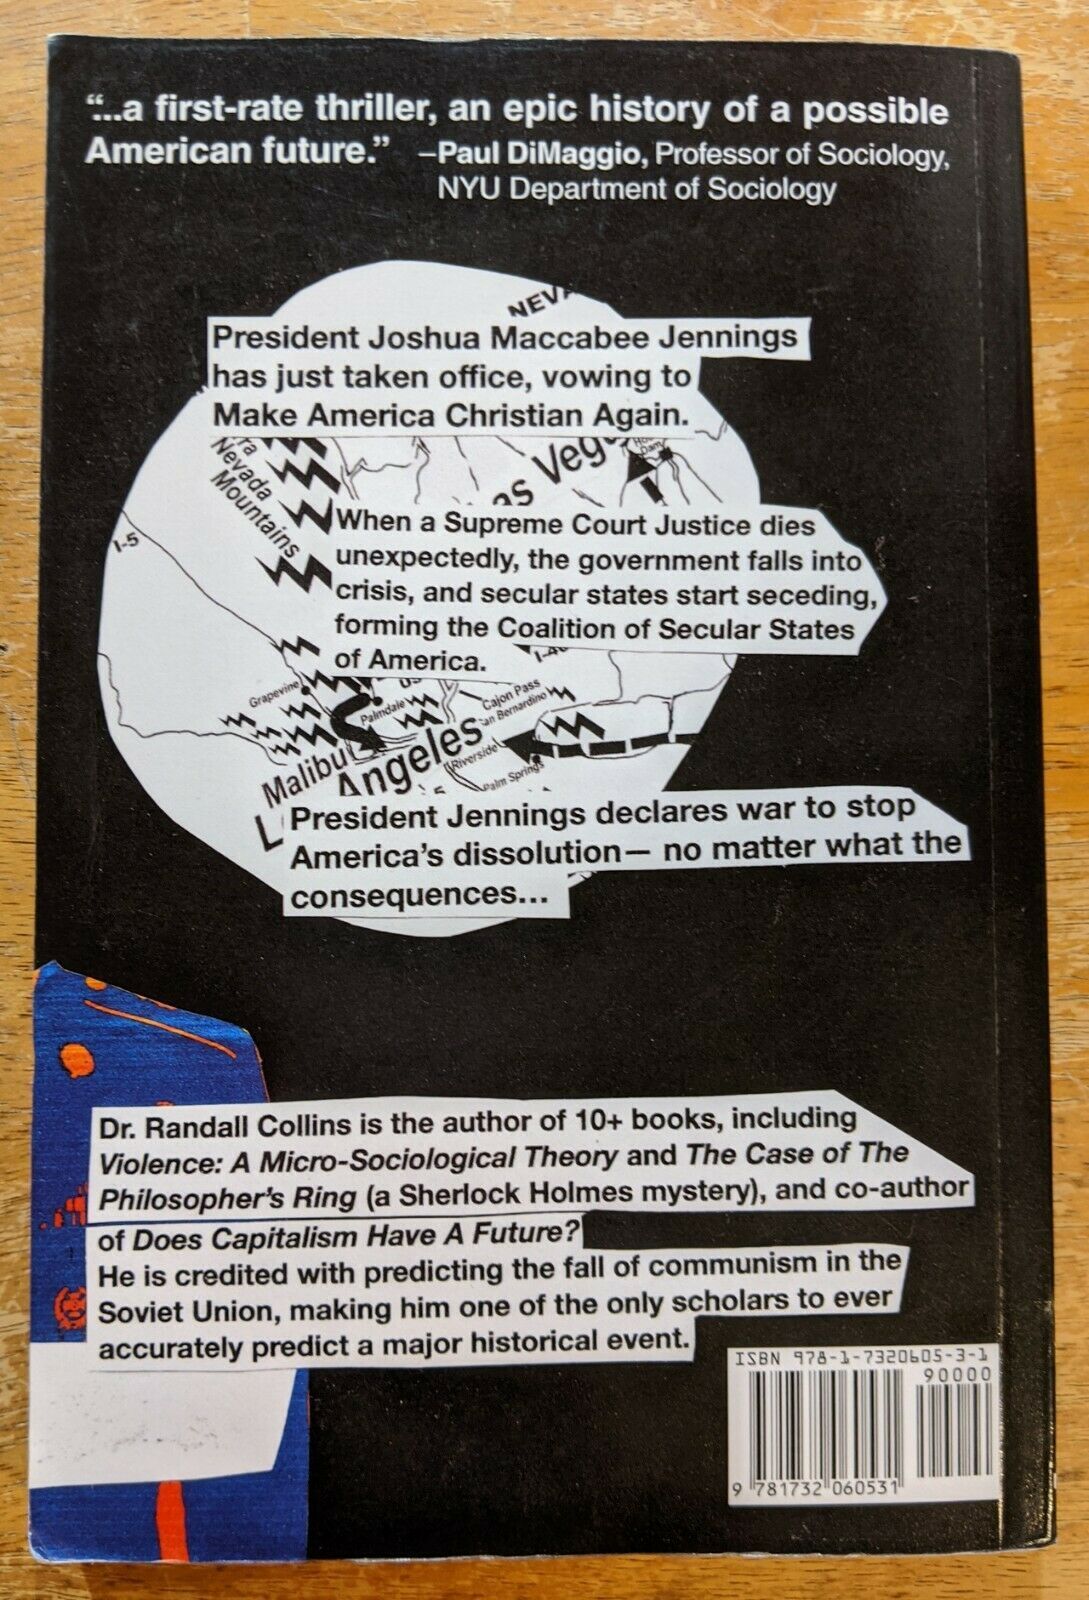 “...a first-rate thriller, an epic history of a possible
American future.” –Paul DiMaggio, Professor of Sociology,
NYU Department of Sociology
President Joshua Maccabee Jennings
has just taken office, vowing to
Make America Christian Again.
ra
Nevada
Mountains
as Veg
Dam
I-5
When a Supreme Court Justice dies
unexpectedly, the government falls into
crisis, and secular states start seceding,
forming the Coalition of Secular States
of America.
Grapevine
Palmdale
Cajon Pass
an Bernardino
Malibu
Angeles
Riverside
Palm Springs
L
President Jennings declares war to stop
America’s dissolution— no matter what the
consequences...
Dr. Randall Collins is the author of 10+ books, including
Violence: A Micro-Sociological Theory and The Case of The
Philosopher’s Ring (a Sherlock Holmes mystery), and co-author
of Does Capitalism Have A Future?
He is credited with predicting the fall of communism in the
Soviet Union, making him one of the only scholars to ever
accurately predict a major historical event.
ISBN 978-1-7320605-3-1
90000
9 781732 060531